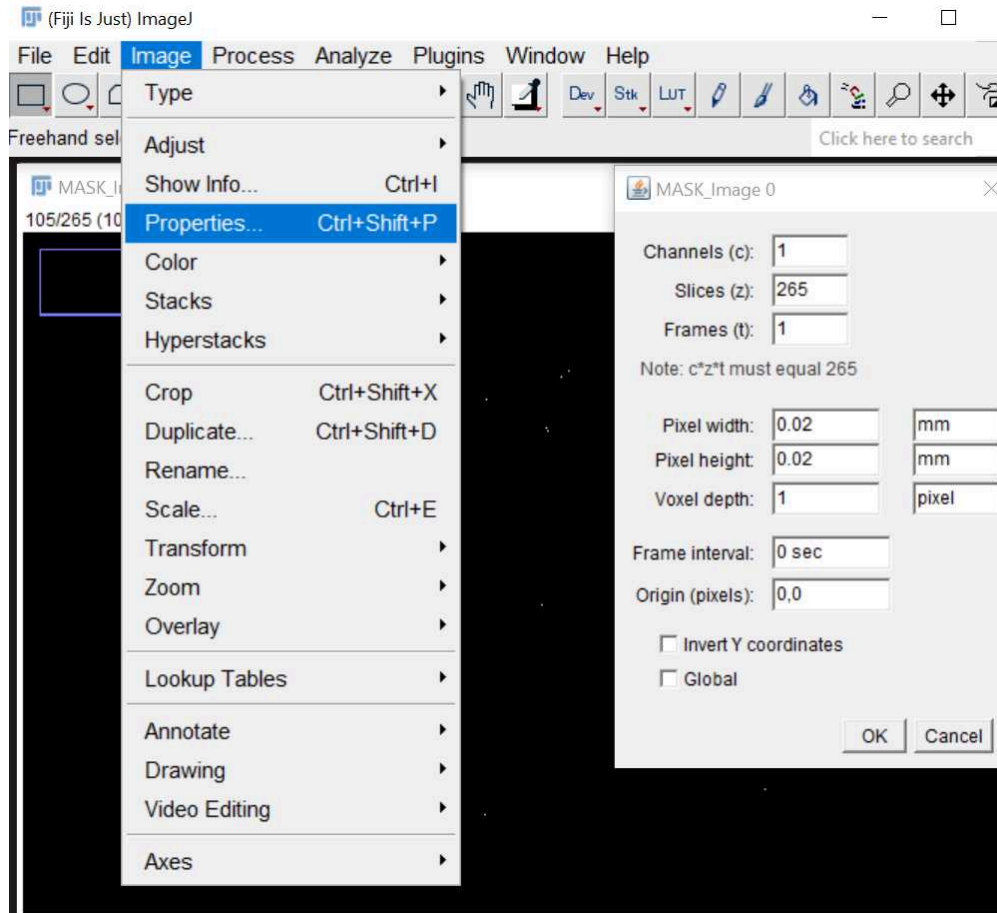 (Fiji Is Just) ImageJ
File Edit Image Process Analyze Plugins Window Help
Dev Stk LUT
Freehand sel
Click here to search
Type
Adjust
Show Info... Ctrl+I
Properties... Ctrl+Shift+P
Color
Stacks
Hyperstacks
Crop Ctrl+Shift+X
Duplicate... Ctrl+Shift+D
Rename...
Scale... Ctrl+E
Transform
Zoom
Overlay
Lookup Tables
Annotate
Drawing
Video Editing
Axes
MASK_I
105/265 (10
MASK_Image 0
Channels (c): 1
Slices (z): 265
Frames (t): 1
Note: c*z*t must equal 265
Pixel width: 0.02 mm
Pixel height: 0.02 mm
Voxel depth: 1 pixel
Frame interval: 0 sec
Origin (pixels): 0,0
Invert Y coordinates
Global
OK Cancel